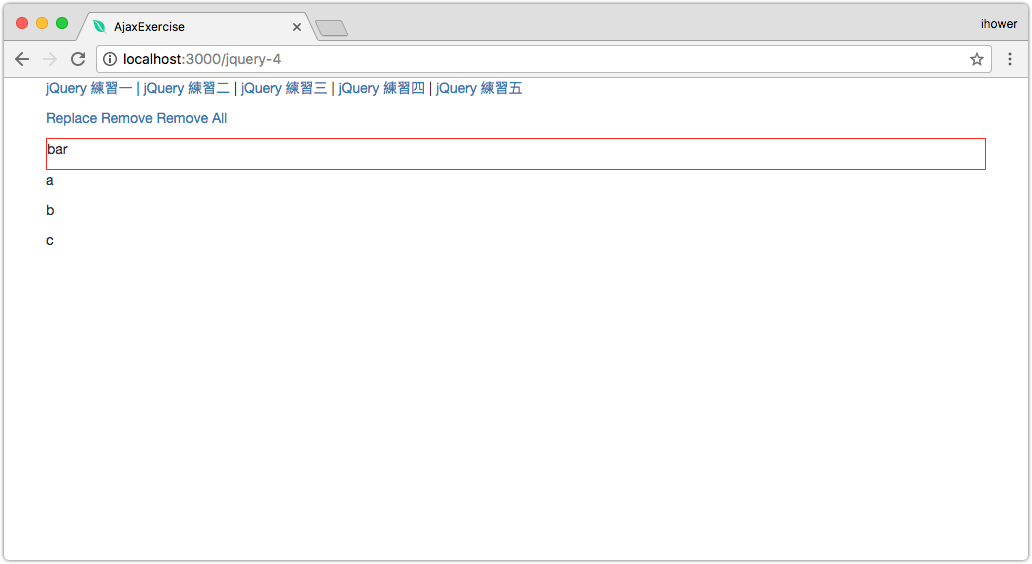 AjaxExercise
ihower
localhost:3000/jquery-4
jQuery 練習一 | jQuery 練習二 | jQuery 練習三 | jQuery 練習四 | jQuery 練習五
Replace Remove Remove All
bar
a
b
c